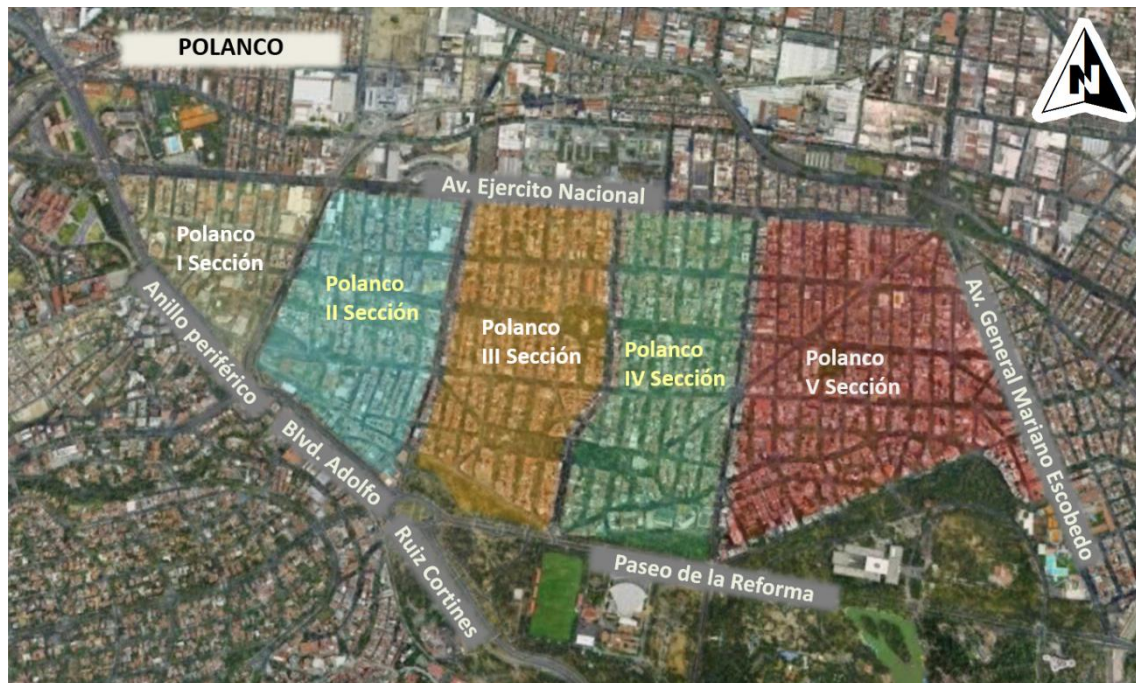 POLANCO
N
Av. Ejercito Nacional
Polanco
I Sección
Polanco
II Sección
Polanco
III Sección
Polanco
IV Sección
Polanco
V Sección
Anillo periférico
Blvd. Adolfo
Ruiz Cortines
Paseo de la Reforma
Av. General Mariano Escobedo